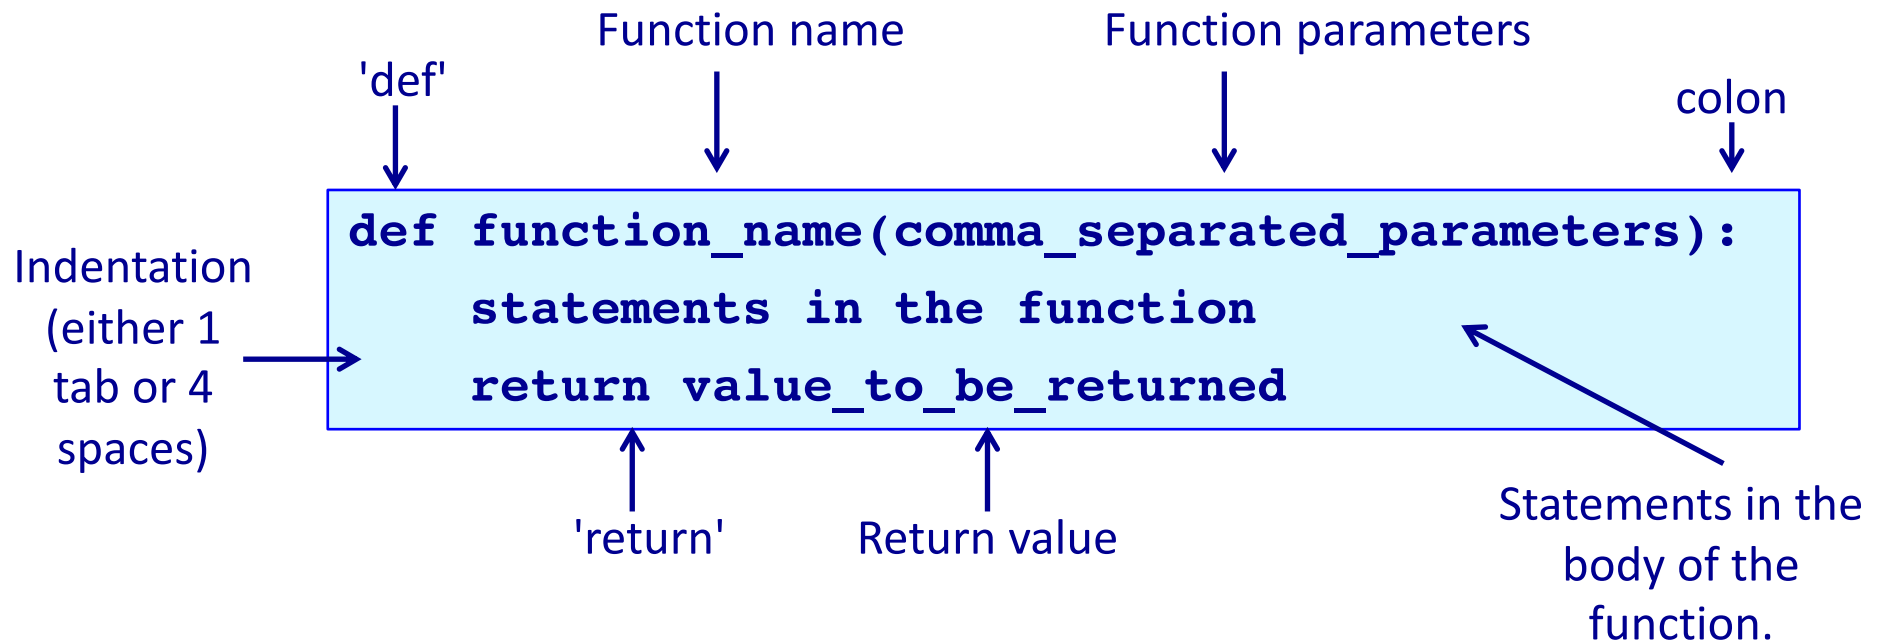 Function name
Function parameters
'def'
colon
def function_name(comma_separated_parameters):
statements in the function
return value_to_be_returned
Indentation
(either 1
tab or 4
spaces)
'return'
Return value
Statements in the
body of the
function.